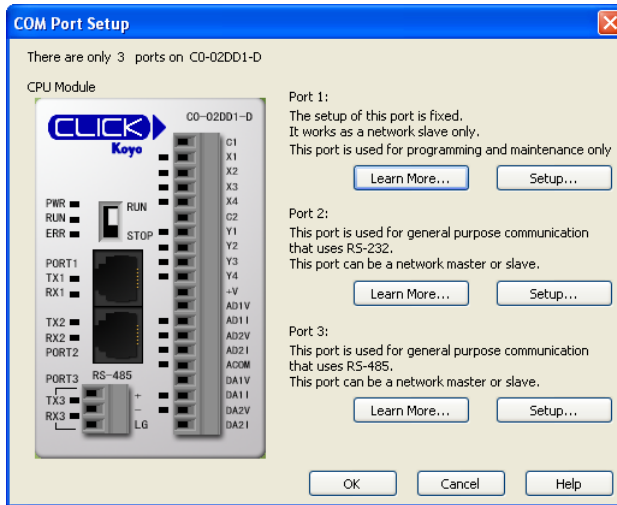 COM Port Setup
There are only 3 ports on C0-02DD1-D
CPU Module
CLICK
Koyo
C0-02DD1-D
C1
X1
X2
X3
X4
C2
Y1
Y2
Y3
Y4
+V
AD1V
AD1I
AD2V
AD2I
ACOM
DA1V
DA1I
DA2V
DA2I
PWR
RUN
ERR
RUN
STOP
PORT1
TX1
RX1
TX2
RX2
PORT2
PORT3
RS-485
TX3
RX3
+
−
LG
Port 1:
The setup of this port is fixed.
It works as a network slave only.
This port is used for programming and maintenance only
Learn More...
Setup...
Port 2:
This port is used for general purpose communication
that uses RS-232.
This port can be a network master or slave.
Learn More...
Setup...
Port 3:
This port is used for general purpose communication
that uses RS-485.
This port can be a network master or slave.
Learn More...
Setup...
OK
Cancel
Help